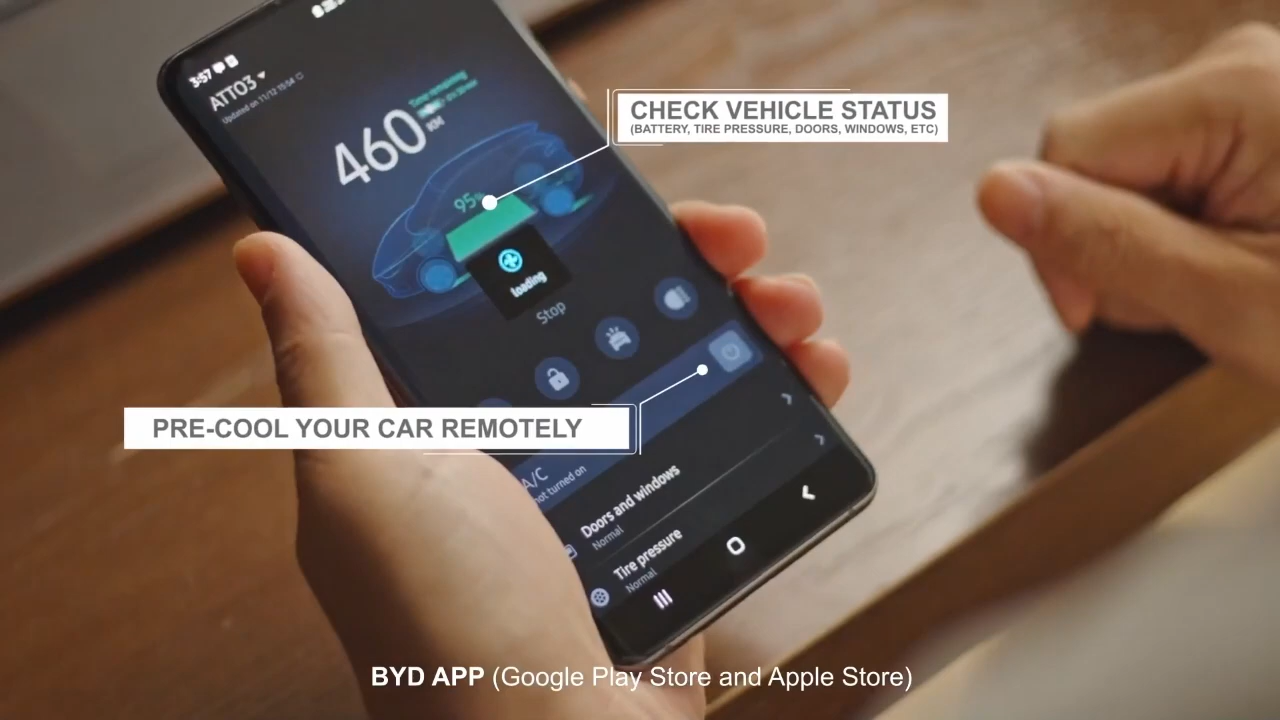 3:57
ATTO3
Updated on 11/12 15:04
Time remaining
460 KM
CHECK VEHICLE STATUS
(BATTERY, TIRE PRESSURE, DOORS, WINDOWS, ETC)
95%
loading
Stop
PRE-COOL YOUR CAR REMOTELY
A/C
not turned on
Doors and windows
Normal
Tire pressure
Normal
BYD APP (Google Play Store and Apple Store)